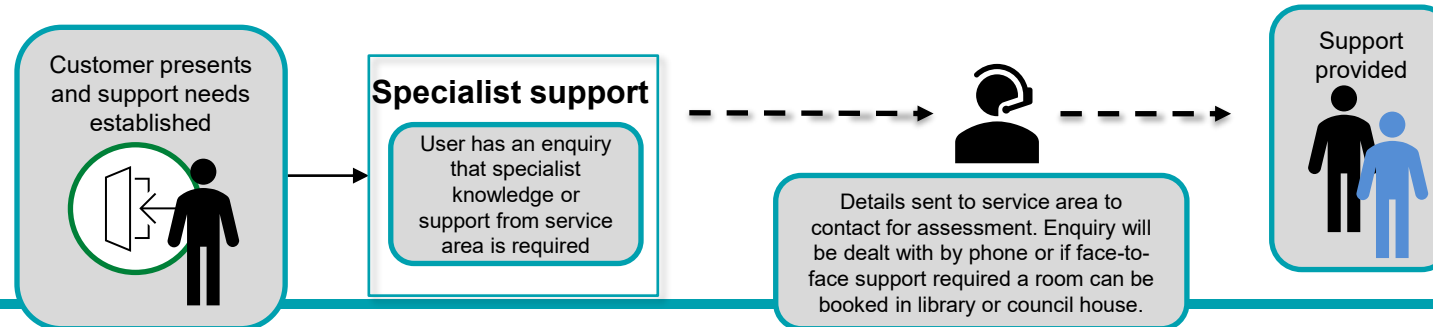 Customer presents
and support needs
established
Specialist support
User has an enquiry
that specialist
knowledge or
support from service
area is required
Details sent to service area to
contact for assessment. Enquiry will
be dealt with by phone or if face-to-
face support required a room can be
booked in library or council house.
Support
provided